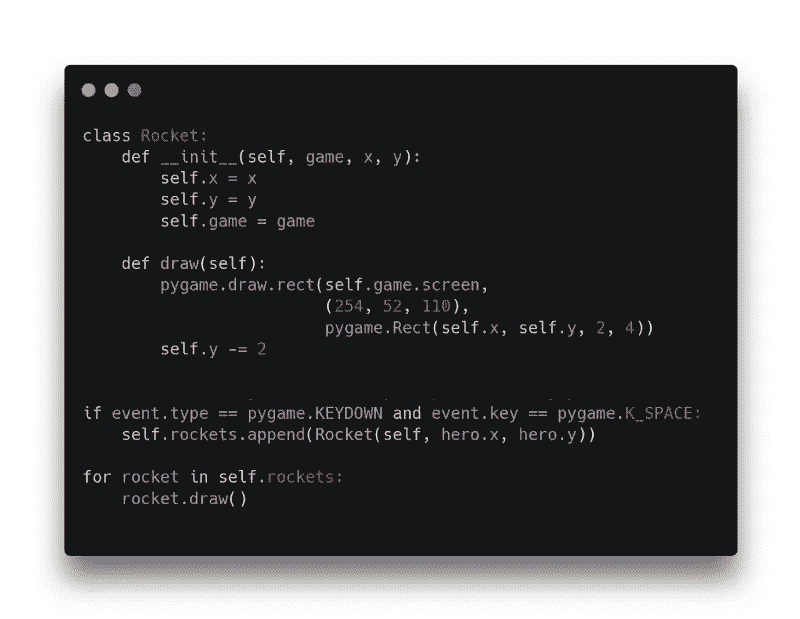 class Rocket:
    def __init__(self, game, x, y):
        self.x = x
        self.y = y
        self.game = game

    def draw(self):
        pygame.draw.rect(self.game.screen,
                         (254, 52, 110),
                         pygame.Rect(self.x, self.y, 2, 4))
        self.y -= 2

if event.type == pygame.KEYDOWN and event.key == pygame.K_SPACE:
    self.rockets.append(Rocket(self, hero.x, hero.y))

for rocket in self.rockets:
    rocket.draw()